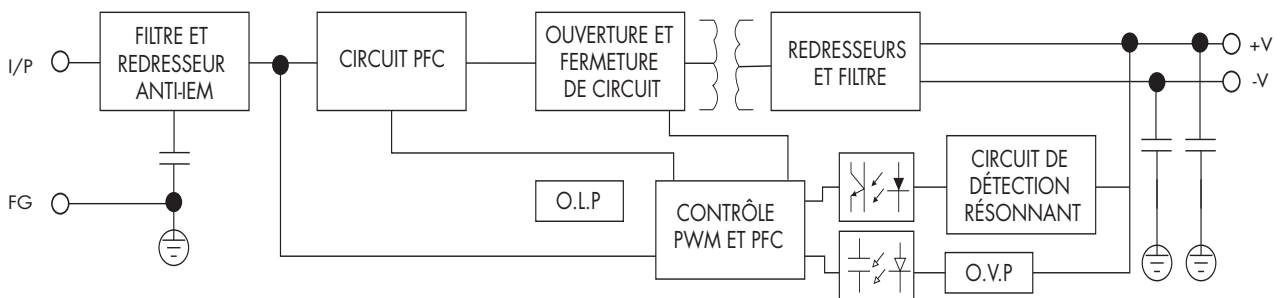 I/P
FILTRE ET
REDRESSEUR
ANTI-IEM
CIRCUIT PFC
OUVERTURE ET
FERMETURE
DE CIRCUIT
REDRESSEURS
ET FILTRE
+V
-V
FG
O.L.P
CONTRÔLE
PWM ET PFC
CIRCUIT DE
DÉTECTION
RÉSONNANT
O.V.P